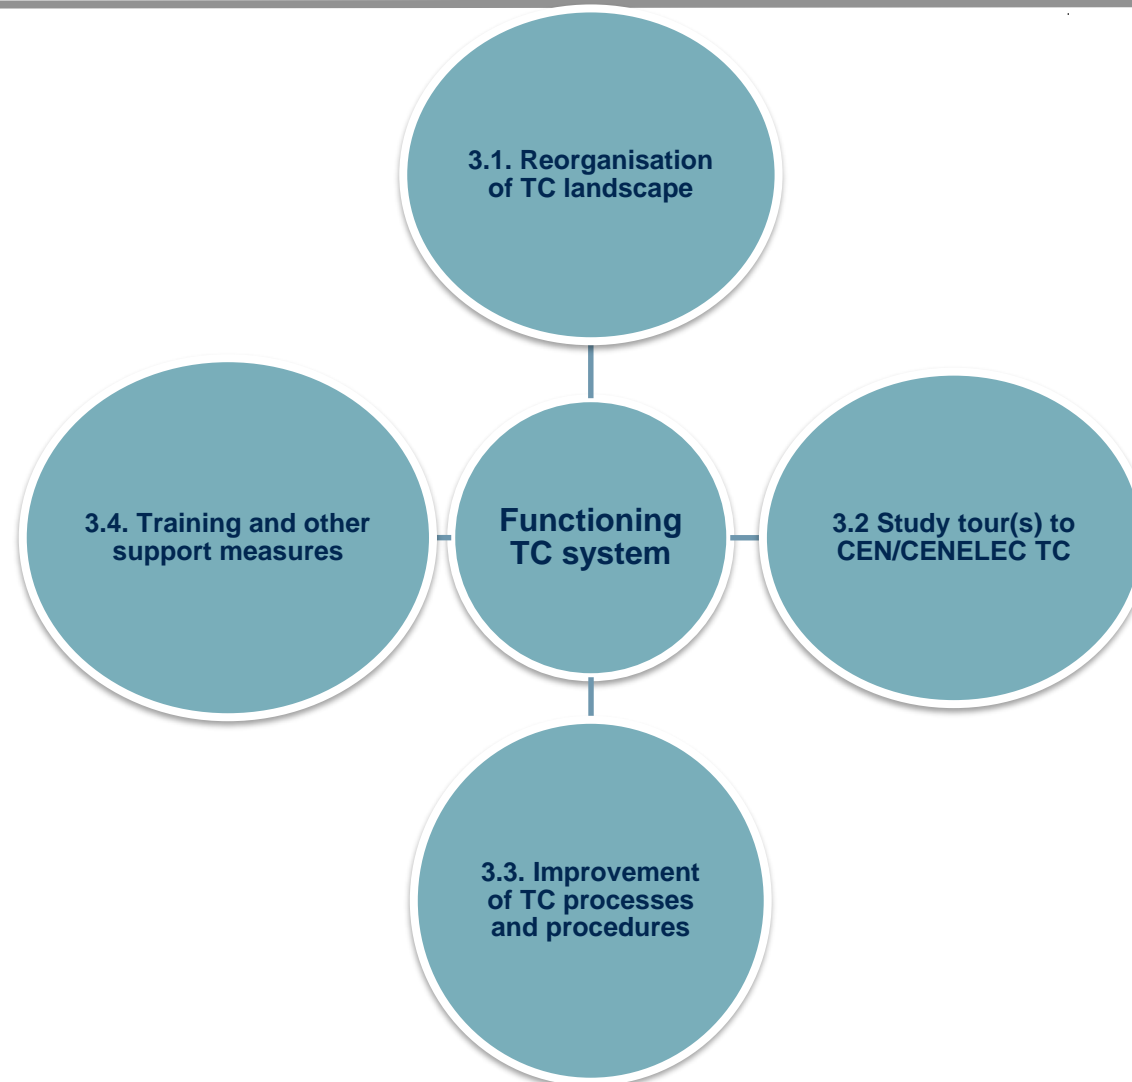 3.1. Reorganisation
of TC landscape
3.4. Training and other
support measures
Functioning
TC system
3.2 Study tour(s) to
CEN/CENELEC TC
3.3. Improvement
of TC processes
and procedures